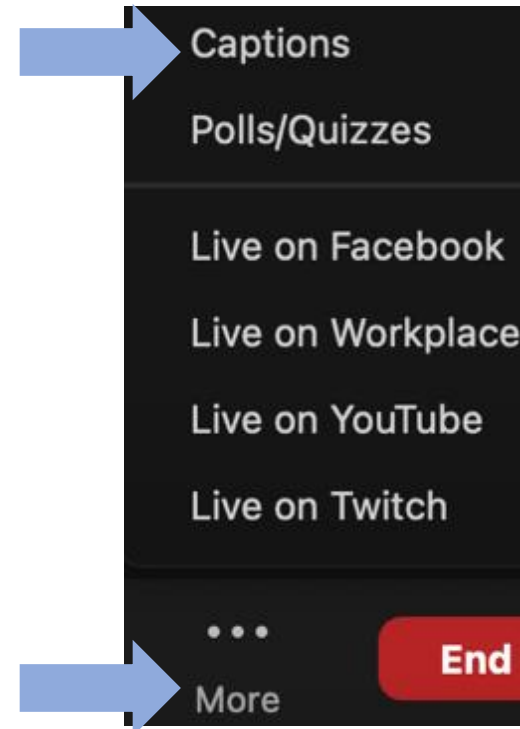 Captions
Polls/Quizzes
Live on Facebook
Live on Workplace
Live on YouTube
Live on Twitch
More
End